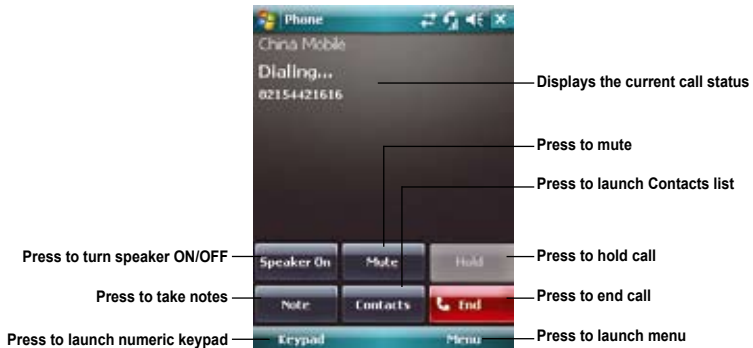 Phone
China Mobile
Dialing...
02154421616
Displays the current call status
Press to mute
Press to launch Contacts list
Press to turn speaker ON/OFF
Speaker On
Mute
Hold
Press to hold call
Press to take notes
Note
Contacts
End
Press to end call
Press to launch numeric keypad
Keypad
Menu
Press to launch menu